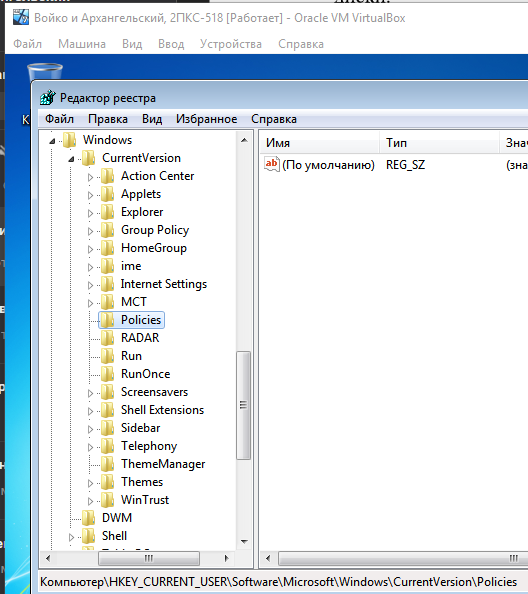 Войко и Архангельский, 2ПКС-518 [Работает] - Oracle VM VirtualBox
Файл Машина Вид Ввод Устройства Справка
Редактор реестра
Файл Правка Вид Избранное Справка
Windows
CurrentVersion
Action Center
Applets
Explorer
Group Policy
HomeGroup
ime
Internet Settings
MCT
Policies
RADAR
Run
RunOnce
Screensavers
Shell Extensions
Sidebar
Telephony
ThemeManager
Themes
WinTrust
DWM
Shell
Имя Тип Знач
(По умолчанию) REG_SZ (зна
Компьютер\HKEY_CURRENT_USER\Software\Microsoft\Windows\CurrentVersion\Policies